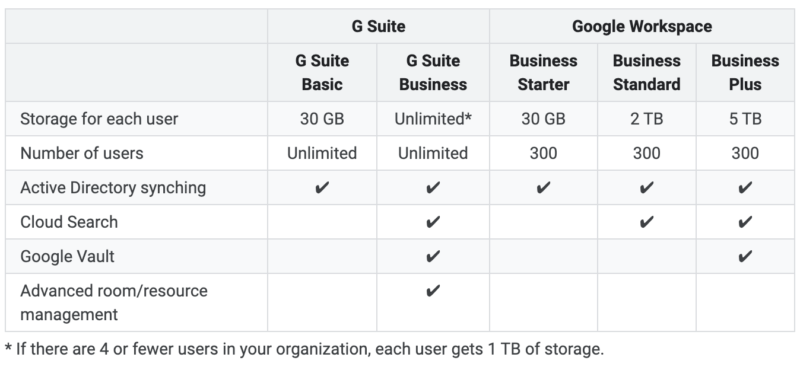 G Suite Google Workspace
G Suite G Suite Business Business Business
Basic Business Starter Standard Plus
Storage for each user 30 GB Unlimited* 30 GB 2 TB 5 TB
Number of users Unlimited Unlimited 300 300 300
Active Directory synching ✔ ✔ ✔ ✔ ✔
Cloud Search ✔ ✔ ✔
Google Vault ✔ ✔
Advanced room/resource ✔
management
* If there are 4 or fewer users in your organization, each user gets 1 TB of storage.